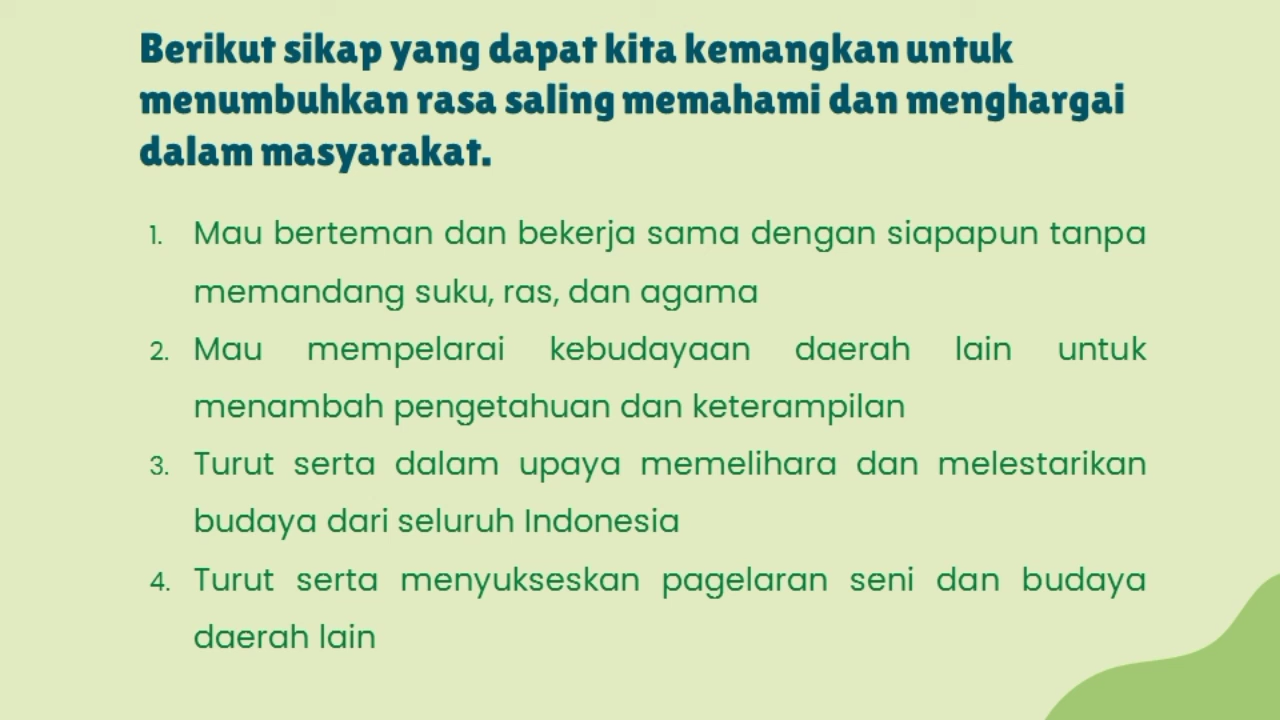 Berikut sikap yang dapat kita kemangkan untuk
menumbuhkan rasa saling memahami dan menghargai
dalam masyarakat.
1. Mau berteman dan bekerja sama dengan siapapun tanpa
memandang suku, ras, dan agama
2. Mau mempelarai kebudayaan daerah lain untuk
menambah pengetahuan dan keterampilan
3. Turut serta dalam upaya memelihara dan melestarikan
budaya dari seluruh Indonesia
4. Turut serta menyukseskan pagelaran seni dan budaya
daerah lain